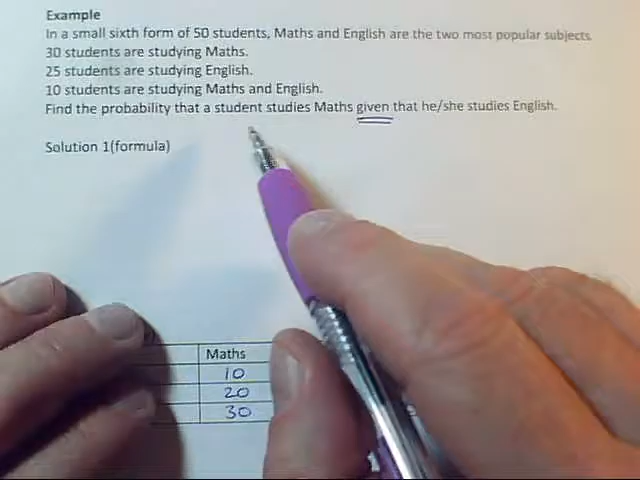 Example
In a small sixth form of 50 students, Maths and English are the two most popular subjects.
30 students are studying Maths.
25 students are studying English.
10 students are studying Maths and English.
Find the probability that a student studies Maths given that he/she studies English.
Solution 1(formula)
Maths
10
20
30